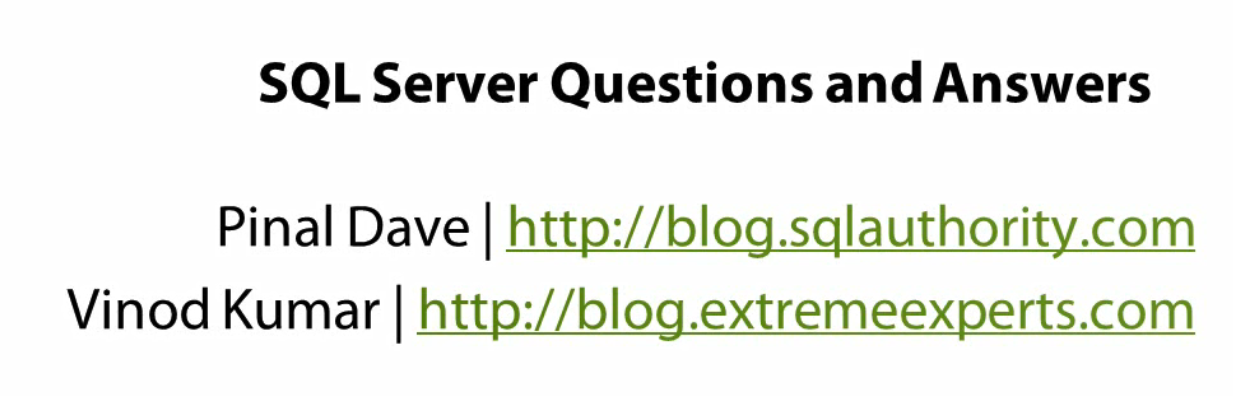 SQL Server Questions and Answers
Pinal Dave | http://blog.sqlauthority.com
Vinod Kumar | http://blog.extremeexperts.com